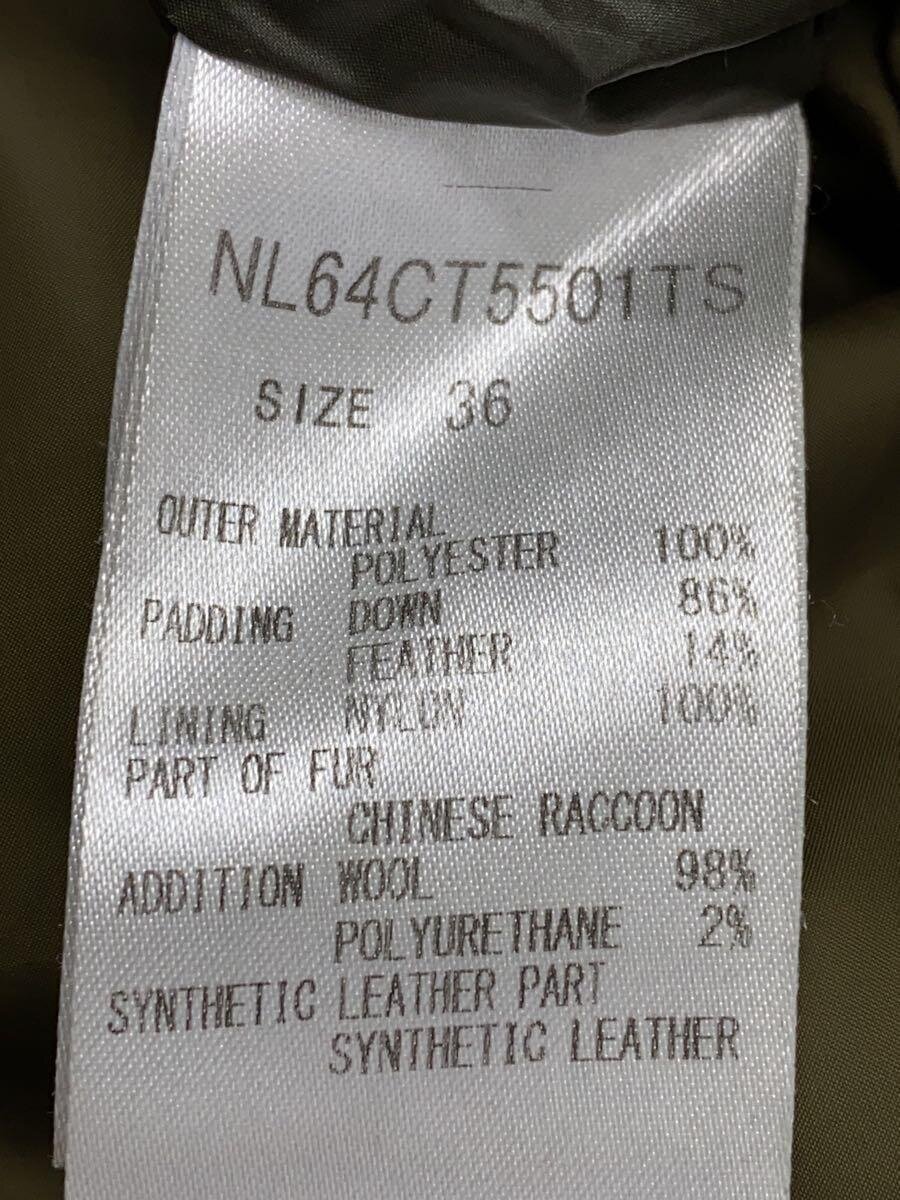 NL64CT5501TS
SIZE 36
OUTER MATERIAL
POLYESTER 100%
PADDING DOWN 86%
FEATHER 14%
LINING NYLON 100%
PART OF FUR
CHINESE RACCOON
ADDITION WOOL 98%
POLYURETHANE 2%
SYNTHETIC LEATHER PART
SYNTHETIC LEATHER